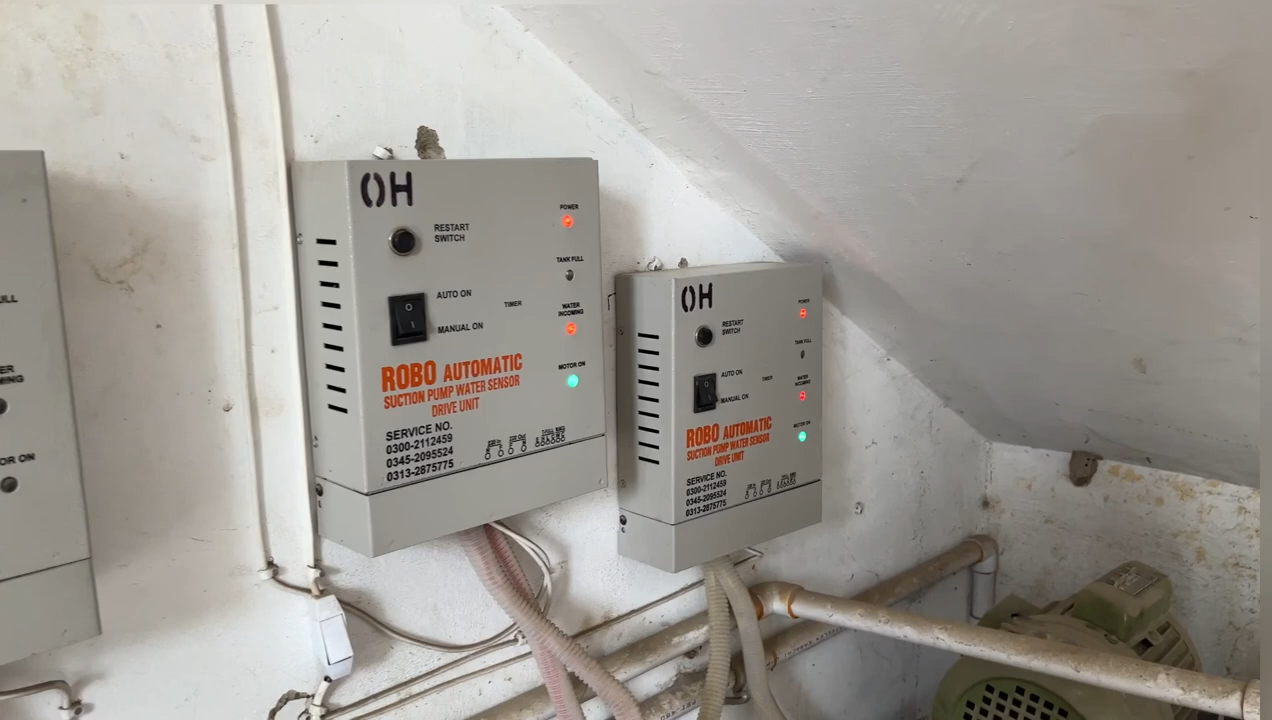 OH
RESTART
SWITCH
POWER
TANK FULL
AUTO ON
TIMER
WATER
INCOMING
MANUAL ON
MOTOR ON
ROBO AUTOMATIC
SUCTION PUMP WATER SENSOR
DRIVE UNIT
SERVICE NO.
0300-2112459
0345-2095524
0313-2875775
OH
RESTART
SWITCH
POWER
TANK FULL
AUTO ON
TIMER
WATER
INCOMING
MANUAL ON
MOTOR ON
ROBO AUTOMATIC
SUCTION PUMP WATER SENSOR
DRIVE UNIT
SERVICE NO.
0300-2112459
0345-2095524
0313-2875775
ULL
ER
MING
OR ON